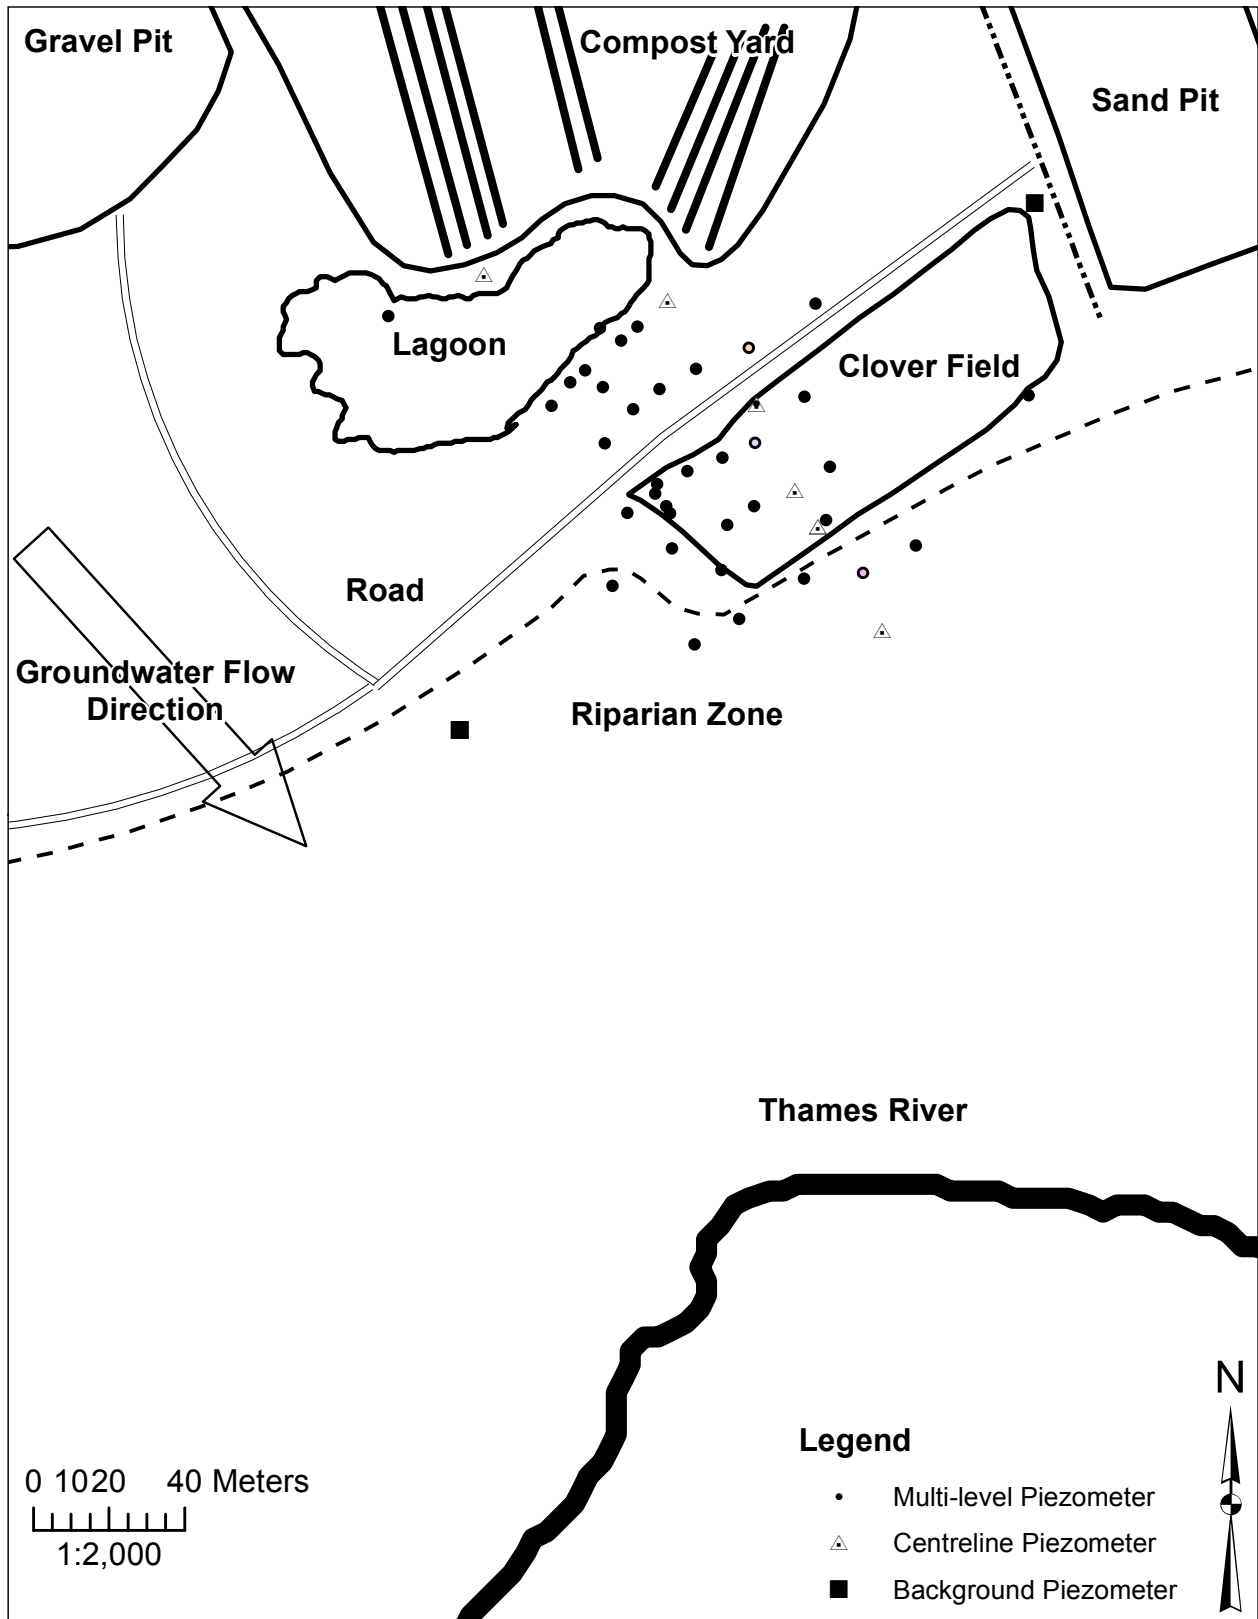 Gravel Pit
Compost Yard
Sand Pit
Lagoon
Clover Field
Road
Groundwater Flow
Direction
Riparian Zone
Thames River
N
Legend
0 10 20 40 Meters
1:2,000
Multi-level Piezometer
Centreline Piezometer
Background Piezometer